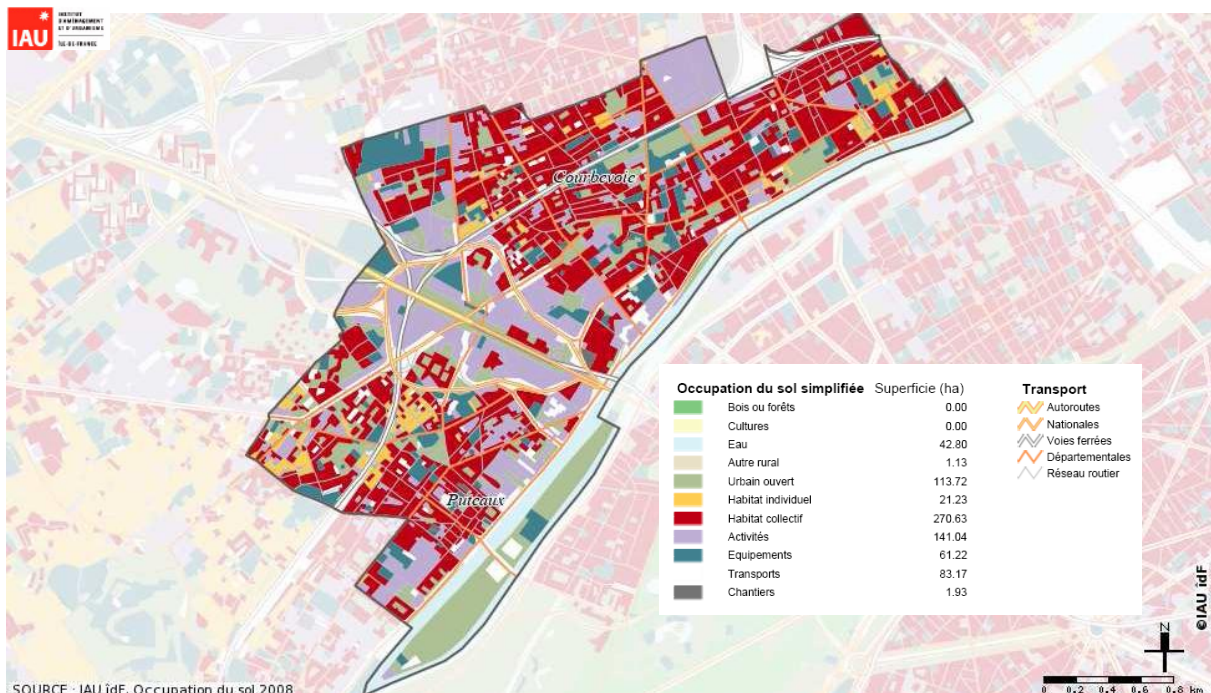 IAU
INSTITUT
D'AMÉNAGEMENT
ET D'URBANISME
ÎLE-DE-FRANCE
Courbevoie
Puteaux
Occupation du sol simplifiée Superficie (ha)
Bois ou forêts 0.00
Cultures 0.00
Eau 42.80
Autre rural 1.13
Urbain ouvert 113.72
Habitat individuel 21.23
Habitat collectif 270.63
Activités 141.04
Equipements 61.22
Transports 83.17
Chantiers 1.93
Transport
Autoroutes
Nationales
Voies ferrées
Départementales
Réseau routier
©IAU îdF
N
0 0.2 0.4 0.6 0.8 km
SOURCE : IAU îdF, Occupation du sol 2008